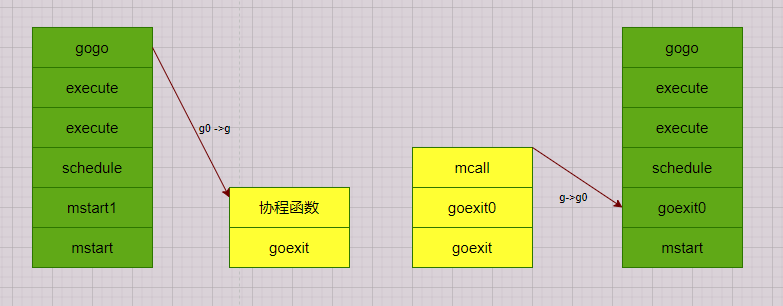 gogo
execute
execute
schedule
mstart1
mstart
g0 ->g
协程函数
goexit
mcall
goexit0
goexit
g->g0
gogo
execute
execute
schedule
goexit0
mstart